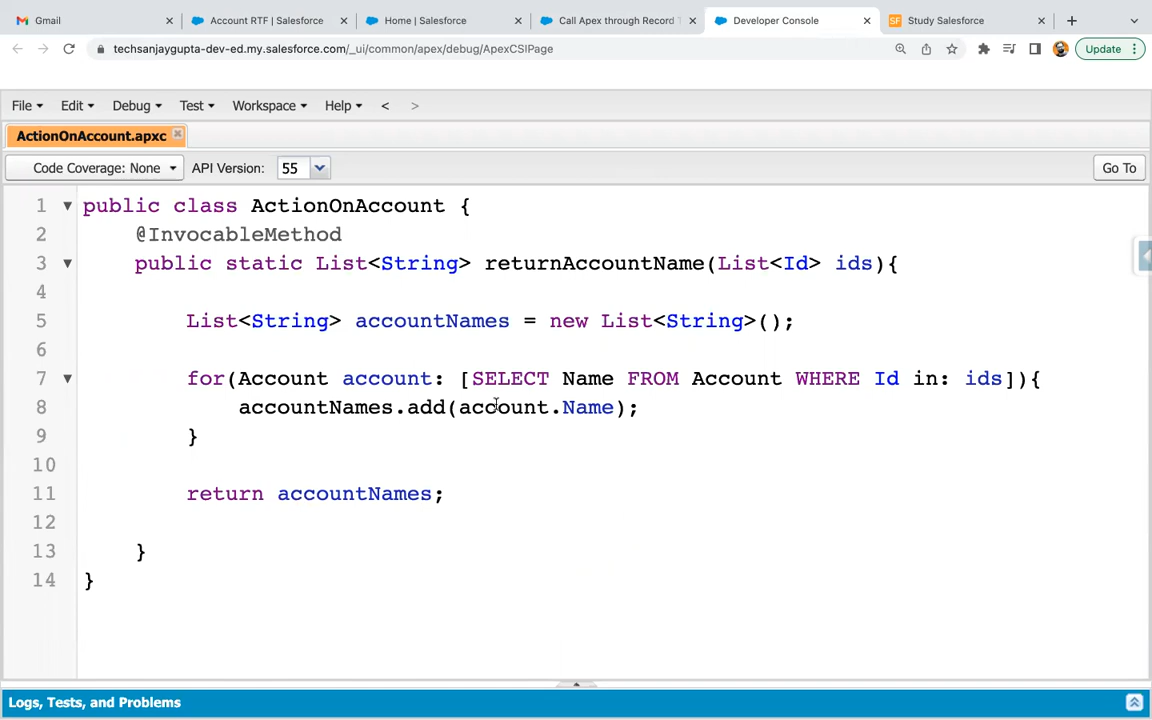 Gmail
Account RTF | Salesforce
Home | Salesforce
Call Apex through Record
Developer Console
Study Salesforce
techsanjaygupta-dev-ed.my.salesforce.com/_ui/common/apex/debug/ApexCSIPage
Update
File Edit Debug Test Workspace Help < >
ActionOnAccount.apxc
Code Coverage: None API Version: 55 Go To
1 public class ActionOnAccount {
2 @InvocableMethod
3 public static List<String> returnAccountName(List<Id> ids){
4
5 List<String> accountNames = new List<String>();
6
7 for(Account account: [SELECT Name FROM Account WHERE Id in: ids]){
8 accountNames.add(account.Name);
9 }
10
11 return accountNames;
12
13 }
14 }
Logs, Tests, and Problems